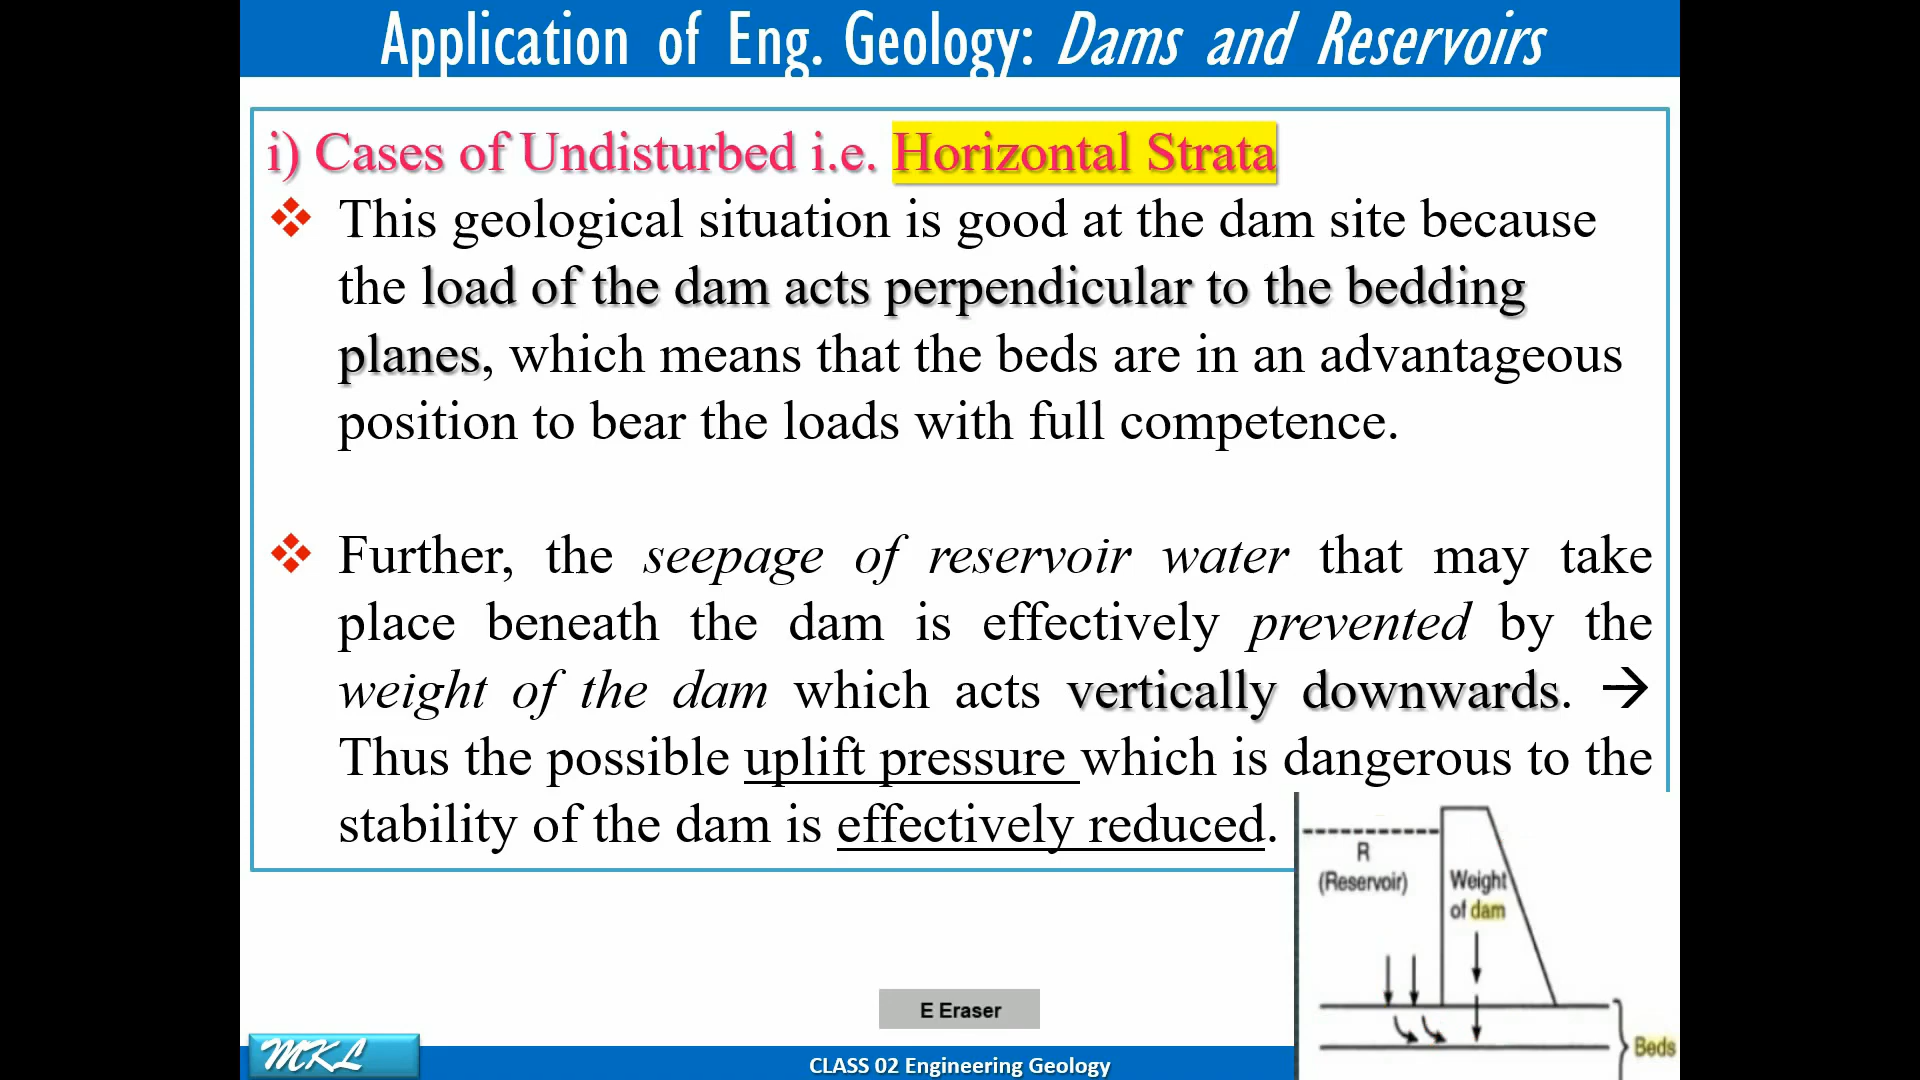 Application of Eng. Geology: Dams and Reservoirs
i) Cases of Undisturbed i.e. Horizontal Strata
❖ This geological situation is good at the dam site because
the load of the dam acts perpendicular to the bedding
planes, which means that the beds are in an advantageous
position to bear the loads with full competence.
❖ Further, the seepage of reservoir water that may take
place beneath the dam is effectively prevented by the
weight of the dam which acts vertically downwards. →
Thus the possible uplift pressure which is dangerous to the
stability of the dam is effectively reduced.
R
(Reservoir)
Weight
of dam
Beds
E Eraser
MKL
CLASS 02 Engineering Geology